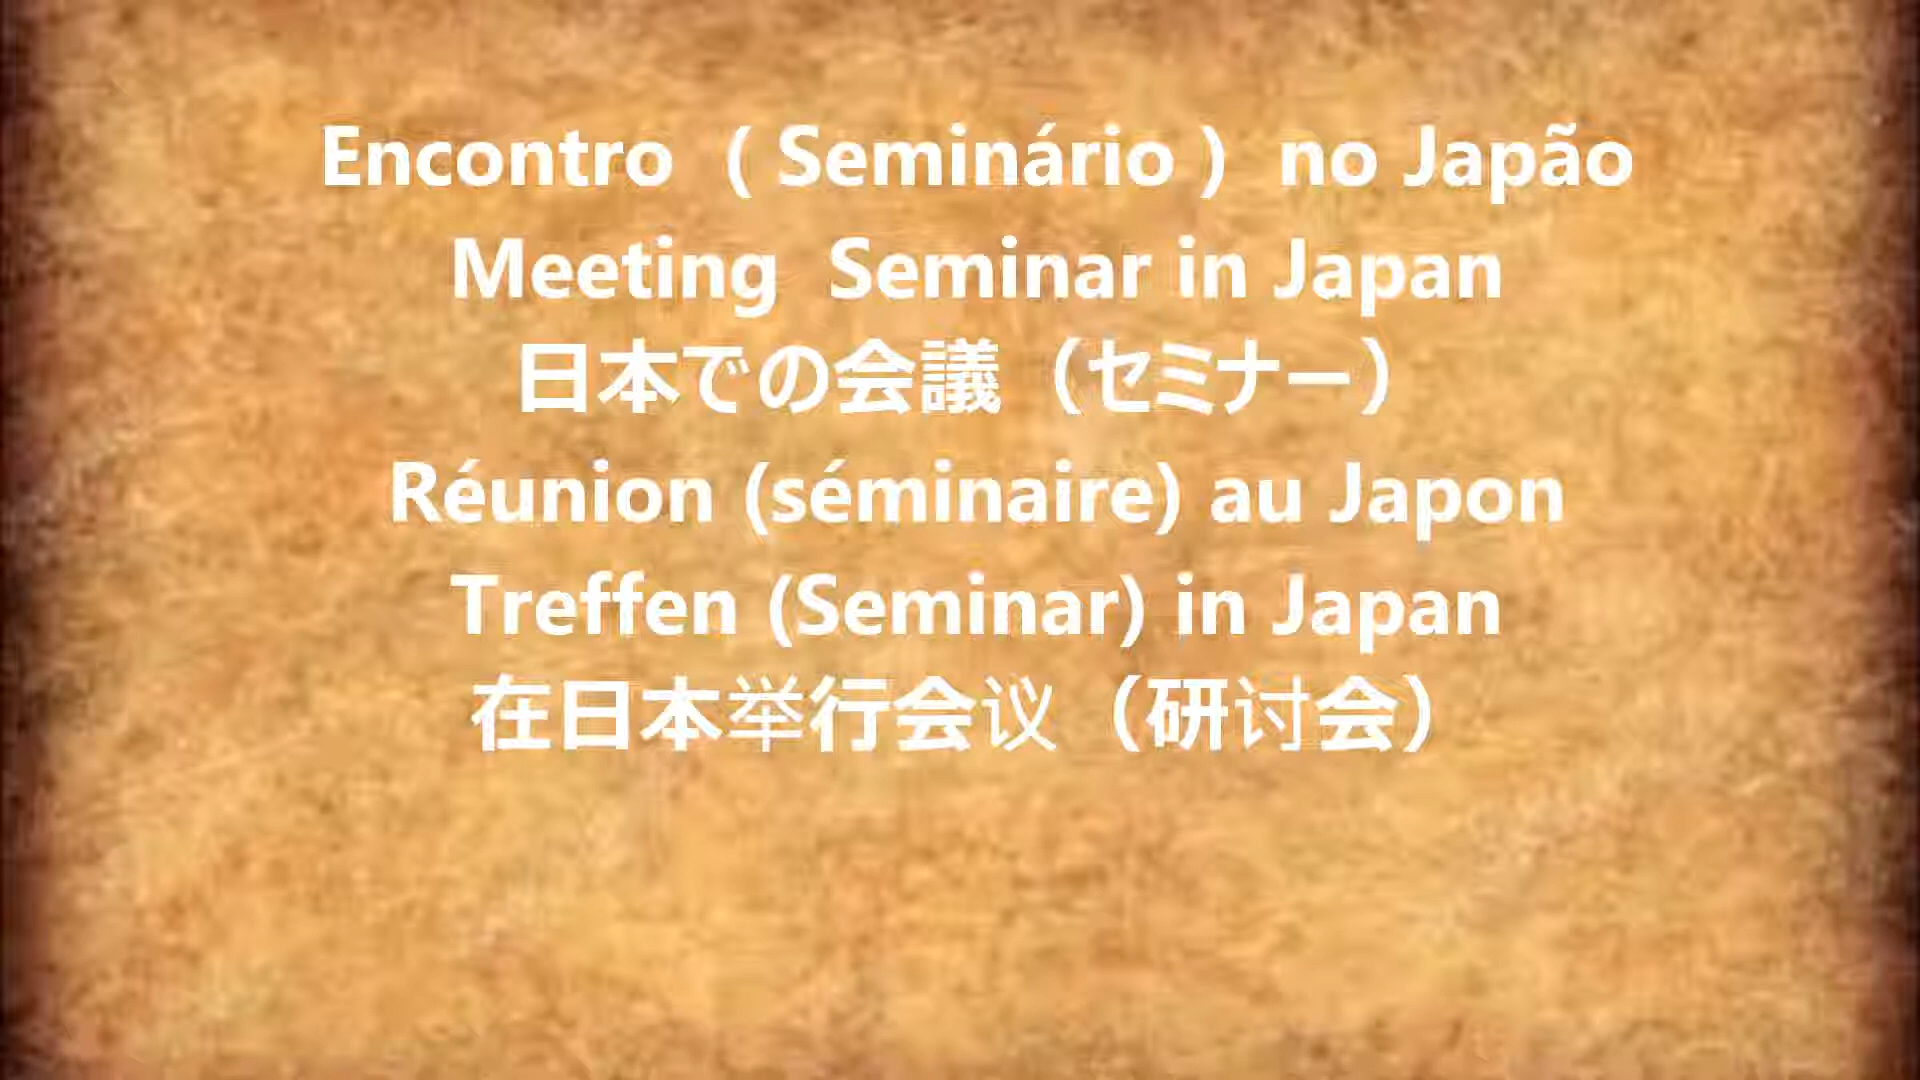 Encontro ( Seminário ) no Japão
Meeting Seminar in Japan
日本での会議（セミナー）
Réunion (séminaire) au Japon
Treffen (Seminar) in Japan
在日本举行会议（研讨会）